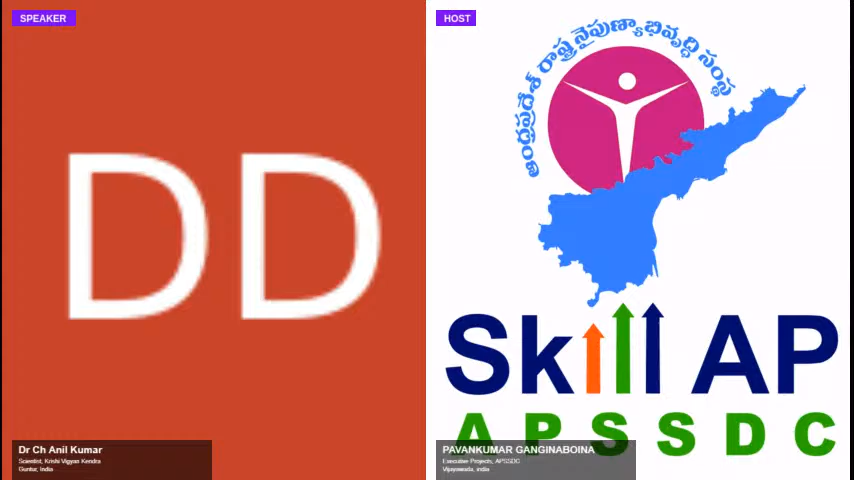 SPEAKER
DD
Dr Ch Anil Kumar
Scientist, Krishi Vigyan Kendra
Guntur, India
HOST
ఆంధ్రప్రదేశ్ రాష్ట్ర నైపుణ్యాభివృద్ధి సంస్థ
Skill AP
APSSDC
PAVANKUMAR GANGINABOINA
Executive Projects, APSSDC
Vijayawada, india